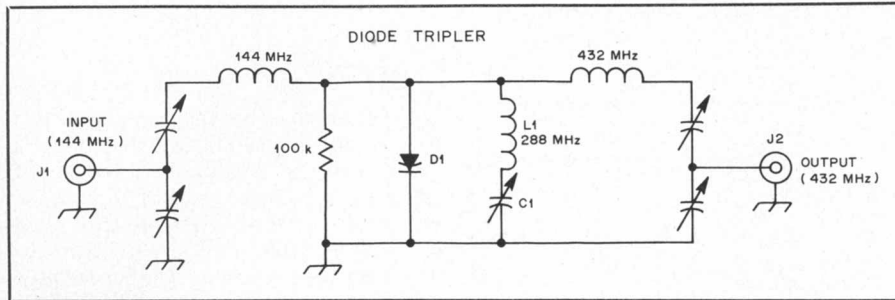 DIODE TRIPLER
144 MHz
432 MHz
INPUT
(144 MHz)
J1
100 k
D1
L1
288 MHz
C1
J2
OUTPUT
(432 MHz)